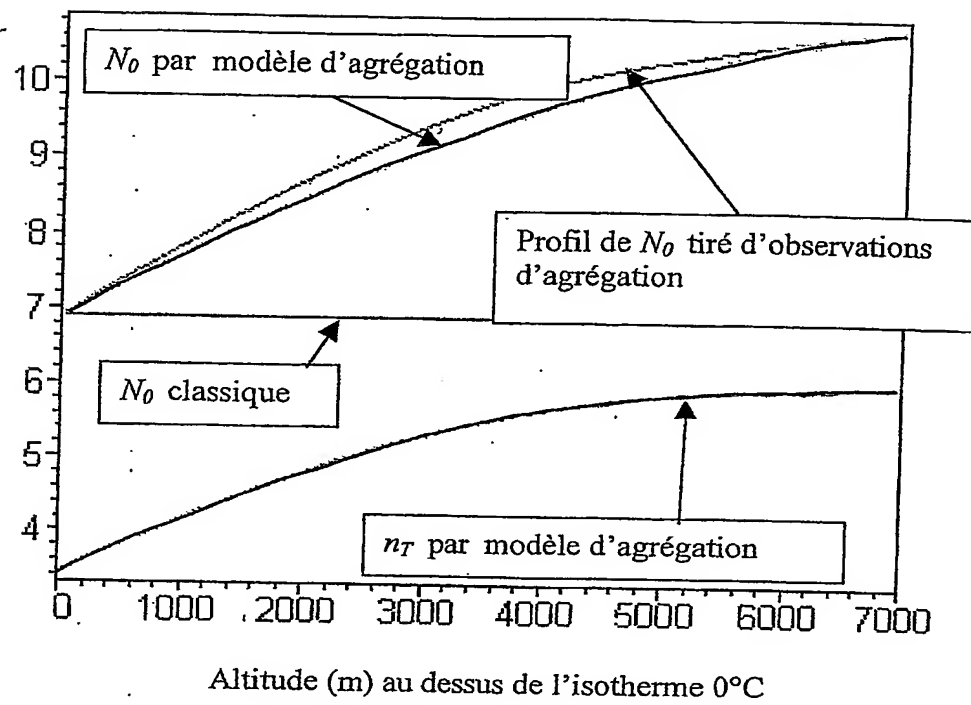 N₀ par modèle d'agrégation
10
9
8
7
6
5
4
Profil de N₀ tiré d'observations
d'agrégation
N₀ classique
n_T par modèle d'agrégation
0 1000 2000 3000 4000 5000 6000 7000
Altitude (m) au dessus de l'isotherme 0°C